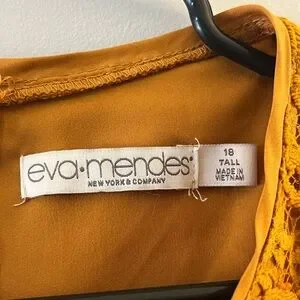 eva·mendes
NEW YORK & COMPANY
18
TALL
MADE IN
VIETNAM